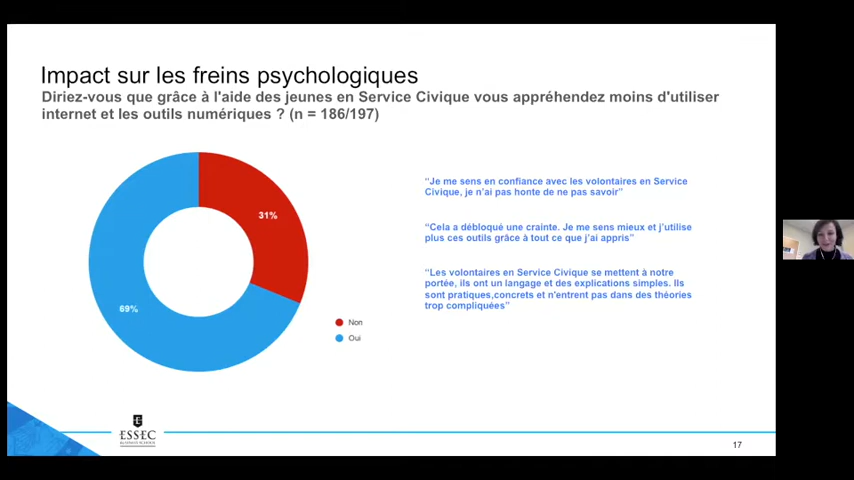 Impact sur les freins psychologiques
Diriez-vous que grâce à l'aide des jeunes en Service Civique vous appréhendez moins d'utiliser
internet et les outils numériques ? (n = 186/197)
31%
69%
Non
Oui
“Je me sens en confiance avec les volontaires en Service
Civique, je n’ai pas honte de ne pas savoir”
“Cela a débloqué une crainte. Je me sens mieux et j’utilise
plus ces outils grâce à tout ce que j’ai appris”
“Les volontaires en Service Civique se mettent à notre
portée, ils ont un langage et des explications simples. Ils
sont pratiques,concrets et n'entrent pas dans des théories
trop compliquées”
ESSEC
BUSINESS SCHOOL
17